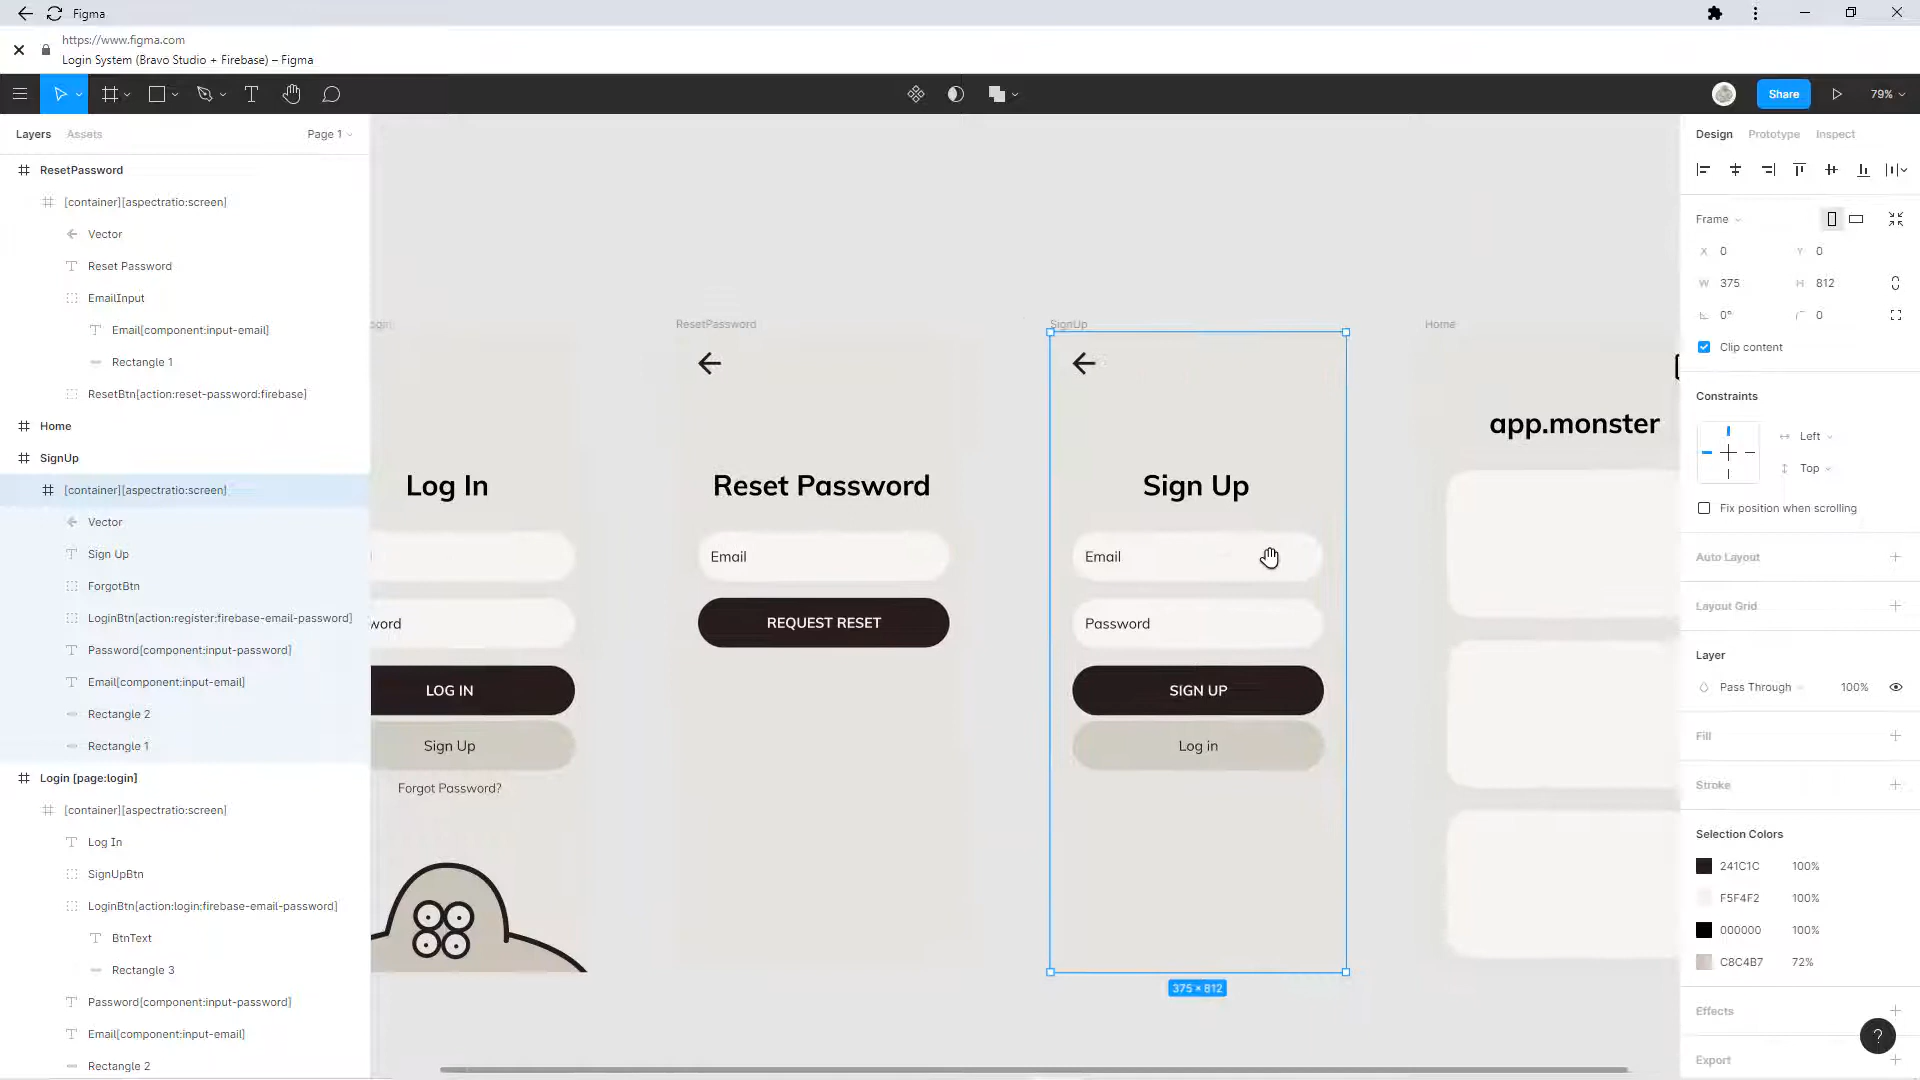 Figma
https://www.figma.com
Login System (Bravo Studio + Firebase) – Figma
Share
79%
Layers
Assets
Page 1
ResetPassword
[container][aspectratio:screen]
Vector
Reset Password
EmailInput
Email[component:input-email]
Rectangle 1
ResetBtn[action:reset-password:firebase]
Home
SignUp
[container][aspectratio:screen]
Vector
Sign Up
ForgotBtn
LoginBtn[action:register:firebase-email-password]
Password[component:input-password]
Email[component:input-email]
Rectangle 2
Rectangle 1
Login [page:login]
[container][aspectratio:screen]
Log In
SignUpBtn
LoginBtn[action:login:firebase-email-password]
BtnText
Rectangle 3
Password[component:input-password]
Email[component:input-email]
Rectangle 2
ogin
Log In
word
LOG IN
Sign Up
Forgot Password?
ResetPassword
Reset Password
Email
REQUEST RESET
SignUp
Sign Up
Email
Password
SIGN UP
Log in
375 × 812
Home
app.monster
Design
Prototype
Inspect
Frame
X 0
Y 0
W 375
H 812
0°
0
Clip content
Constraints
Left
Top
Fix position when scrolling
Auto Layout
Layout Grid
Layer
Pass Through
100%
Fill
Stroke
Selection Colors
241C1C 100%
F5F4F2 100%
000000 100%
C8C4B7 72%
Effects
Export
?